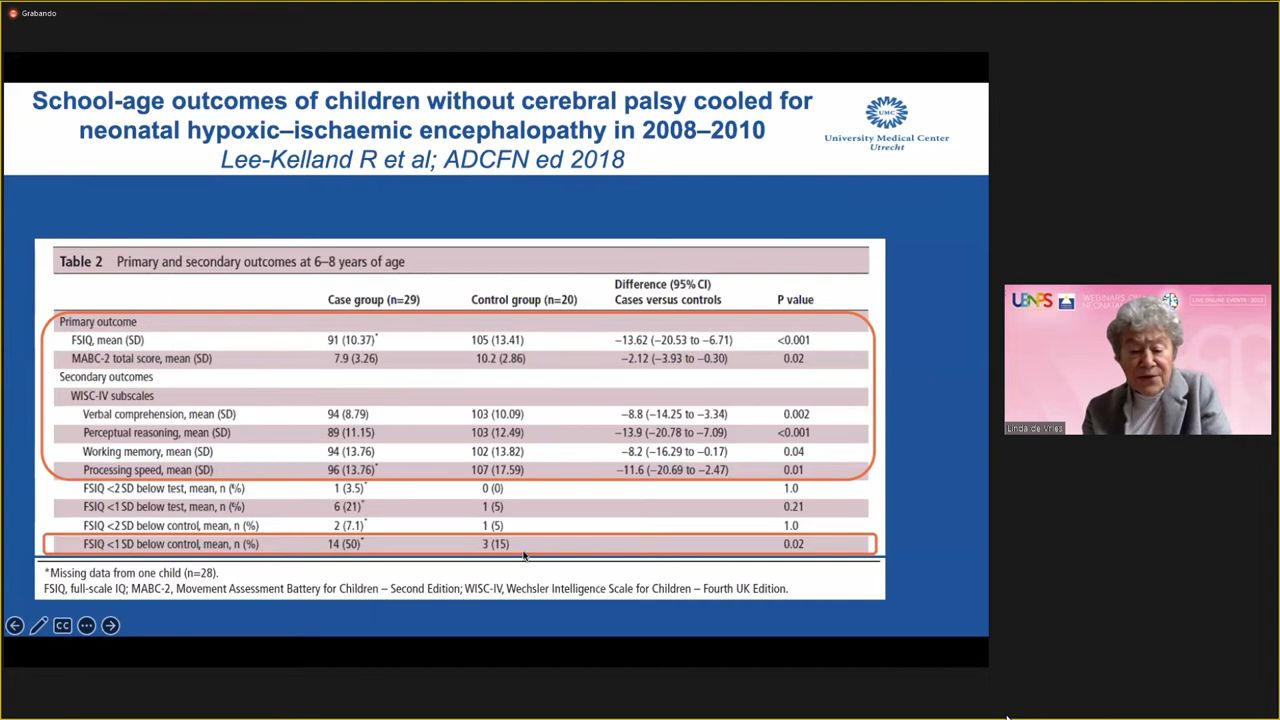 Grabando
School-age outcomes of children without cerebral palsy cooled for
neonatal hypoxic–ischaemic encephalopathy in 2008–2010
Lee-Kelland R et al; ADCFN ed 2018
UMC
University Medical Center
Utrecht
Table 2 Primary and secondary outcomes at 6–8 years of age
Difference (95% CI)
Case group (n=29) Control group (n=20) Cases versus controls P value
Primary outcome
FSIQ, mean (SD) 91 (10.37)* 105 (13.41) −13.62 (−20.53 to −6.71) <0.001
MABC-2 total score, mean (SD) 7.9 (3.26) 10.2 (2.86) −2.12 (−3.93 to −0.30) 0.02
Secondary outcomes
WISC-IV subscales
Verbal comprehension, mean (SD) 94 (8.79) 103 (10.09) −8.8 (−14.25 to −3.34) 0.002
Perceptual reasoning, mean (SD) 89 (11.15) 103 (12.49) −13.9 (−20.78 to −7.09) <0.001
Working memory, mean (SD) 94 (13.76) 102 (13.82) −8.2 (−16.29 to −0.17) 0.04
Processing speed, mean (SD) 96 (13.76)* 107 (17.59) −11.6 (−20.69 to −2.47) 0.01
FSIQ <2 SD below test, mean, n (%) 1 (3.5)* 0 (0) 1.0
FSIQ <1 SD below test, mean, n (%) 6 (21)* 1 (5) 0.21
FSIQ <2 SD below control, mean, n (%) 2 (7.1)* 1 (5) 1.0
FSIQ <1 SD below control, mean, n (%) 14 (50)* 3 (15) 0.02
*Missing data from one child (n=28).
FSIQ, full-scale IQ; MABC-2, Movement Assessment Battery for Children – Second Edition; WISC-IV, Wechsler Intelligence Scale for Children – Fourth UK Edition.
CC
UBNPS
WEBINARS
LIVE ONLINE EVENTS
Linda de Vries